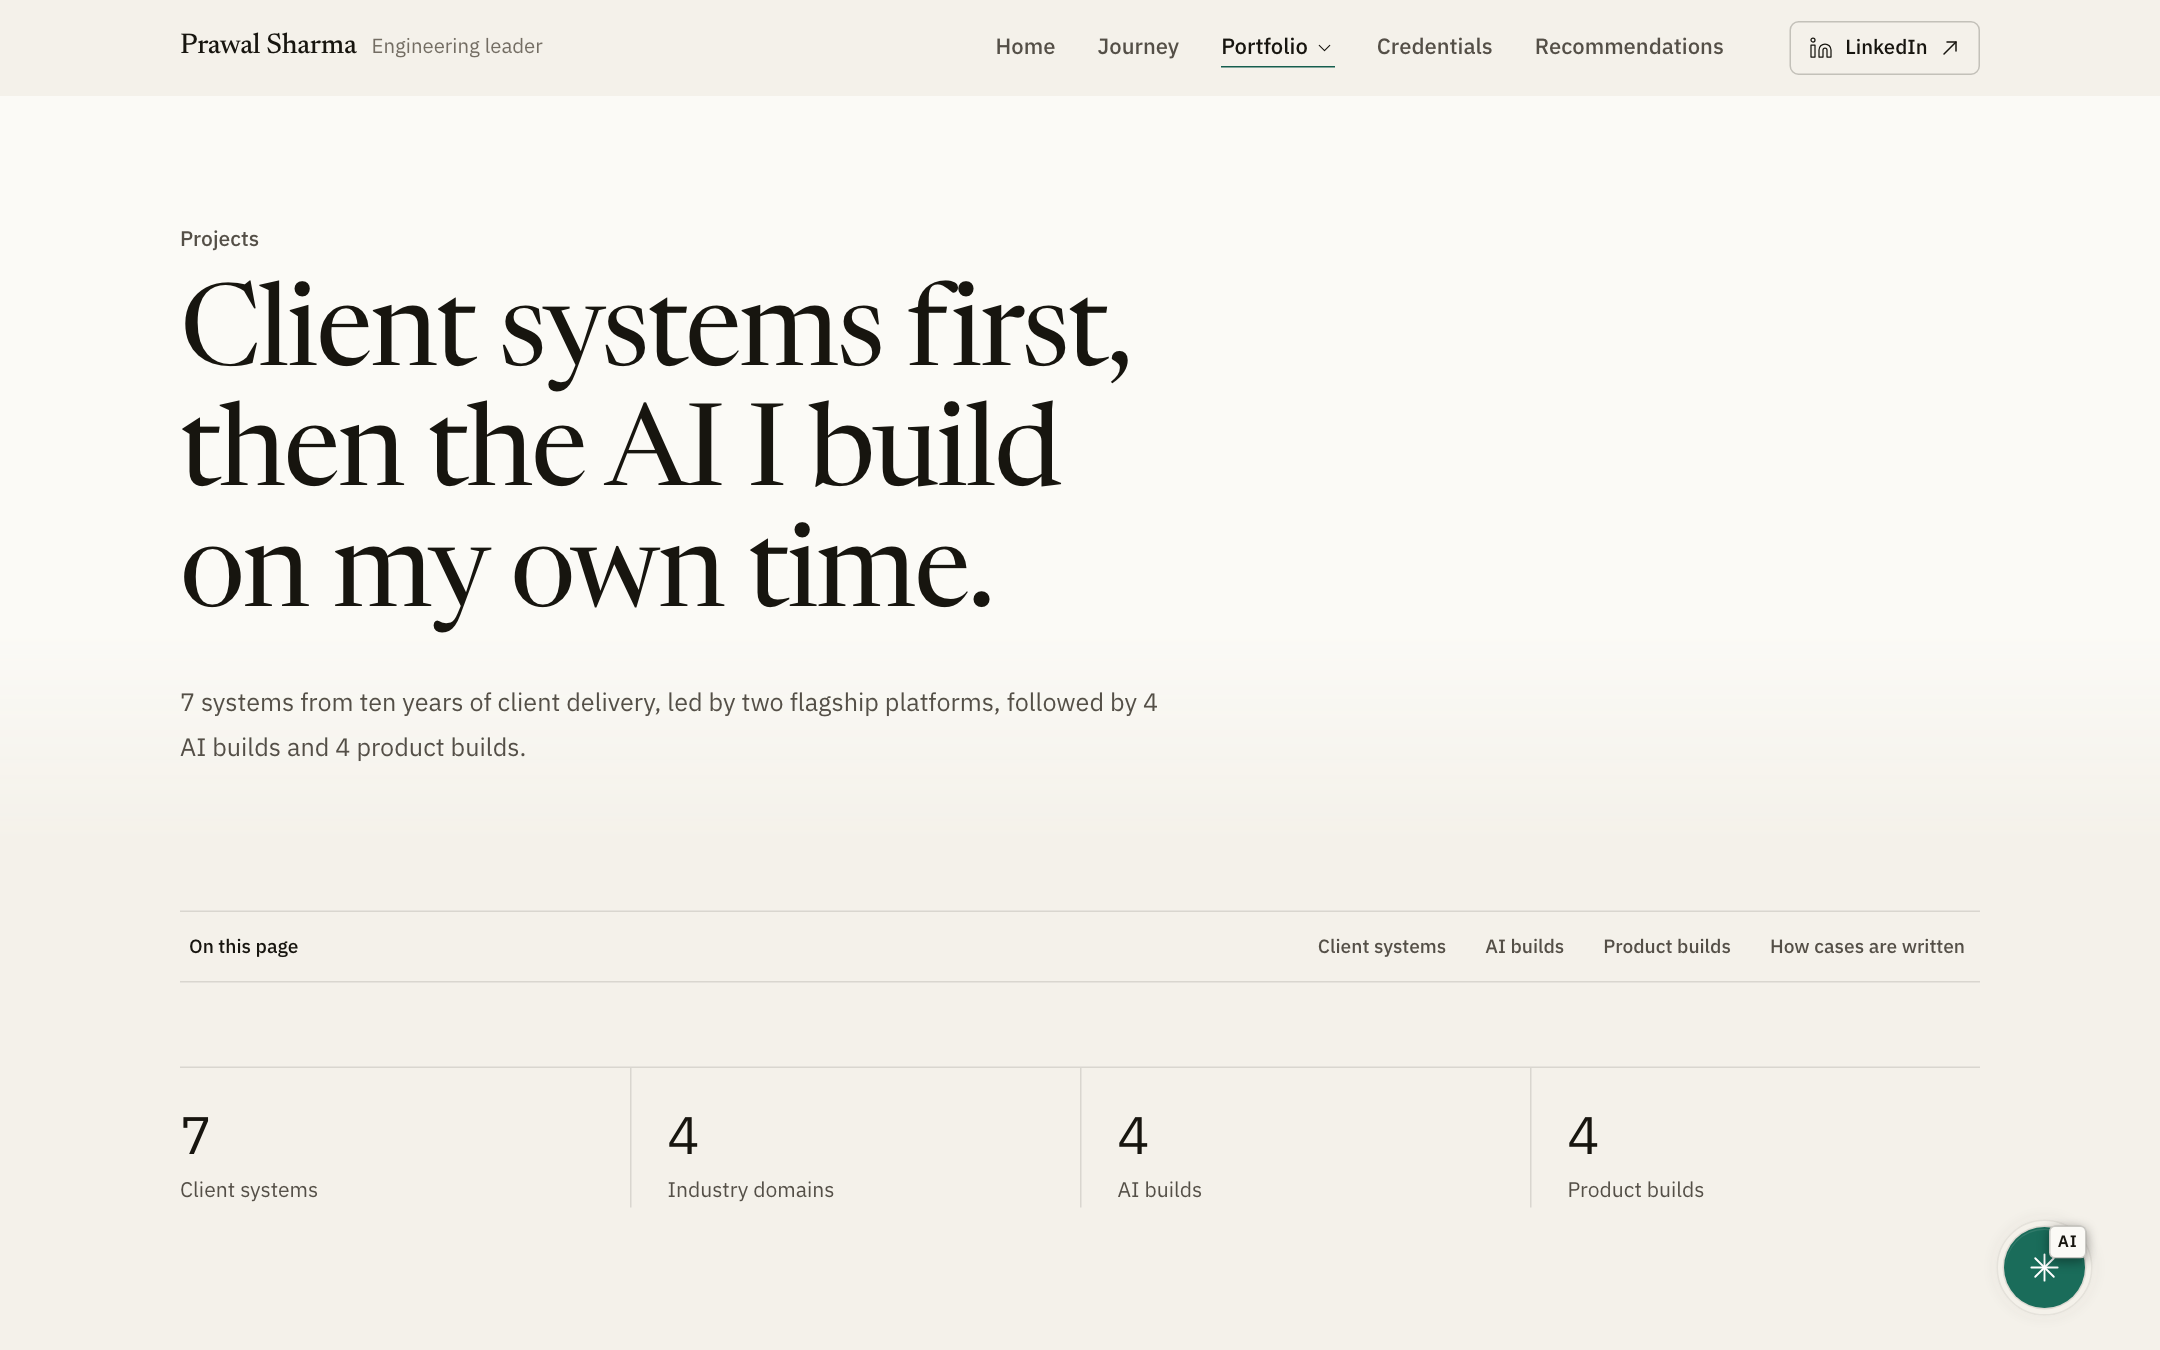 Prawal Sharma Engineering leader
Home Journey Portfolio Credentials Recommendations LinkedIn
Projects
Client systems first,
then the AI I build
on my own time.
7 systems from ten years of client delivery, led by two flagship platforms, followed by 4
AI builds and 4 product builds.
On this page Client systems AI builds Product builds How cases are written
7 4 4 4
Client systems Industry domains AI builds Product builds
AI